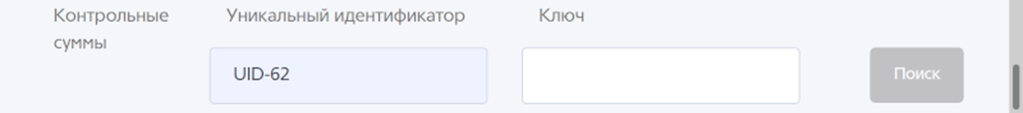 Контрольные
суммы
Уникальный идентификатор
Ключ
UID-62
Поиск